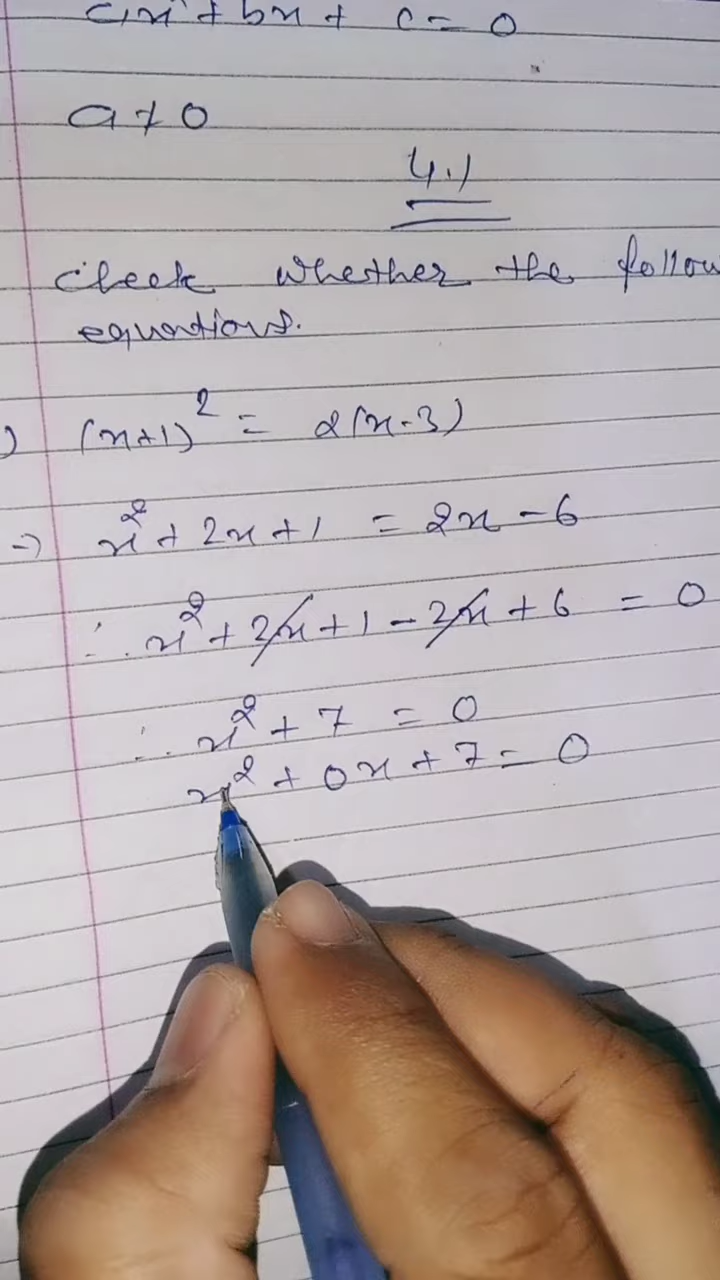 ax² + bx + c = 0
a ≠ 0
4.1
check whether the follow
equations.
) (x+1)² = 2(x-3)
→ x² + 2x + 1 = 2x - 6
∴ x² + 2x + 1 - 2x + 6 = 0
∴ x² + 7 = 0
x² + 0x + 7 = 0